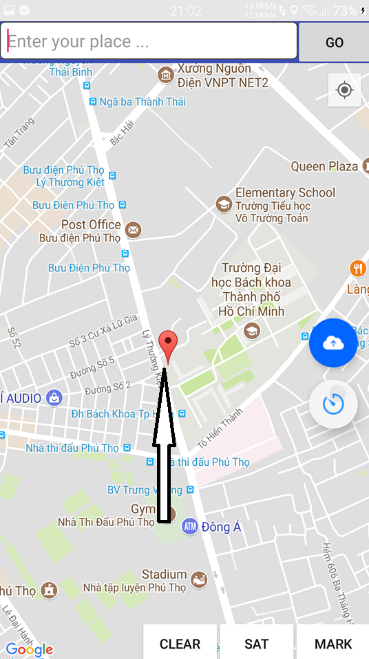 21:02
73%
Enter your place ...
GO
Thái Bình
Xưởng Nguồn
Điện VNPT NET2
Ngã ba Thành Thái
Tân Trang
Bắc Hải
Bưu điện Phú Thọ
Lý Thường Kiệt
Queen Plaza
Elementary School
Trường Tiểu học
Võ Trường Toản
Bưu Điện Phú Thọ
Post Office
Bưu điện Phú Thọ
Bưu Điện Phú Thọ
Trường Đại
học Bách khoa
Thành phố
Hồ Chí Minh
Làng
Số 52
Số 3 Cư Xá Lữ Gia
Lý Thường K
Đường Số 5
Đường Số 2
Í AUDIO
Đh Bách Khoa Tp.
Tô Hiến Thành
Nhà thi đấu Phú Thọ
Nhà thi đấu Phú Thọ
BV Trưng Vương
Gym
Nhà Thi Đấu Phú Thọ
ATM
Đông Á
Hẻm 606 Ba Tháng
Stadium
Nhà tập luyện Phú Thọ
hú Thọ
Lê Đại Hành
Google
CLEAR
SAT
MARK